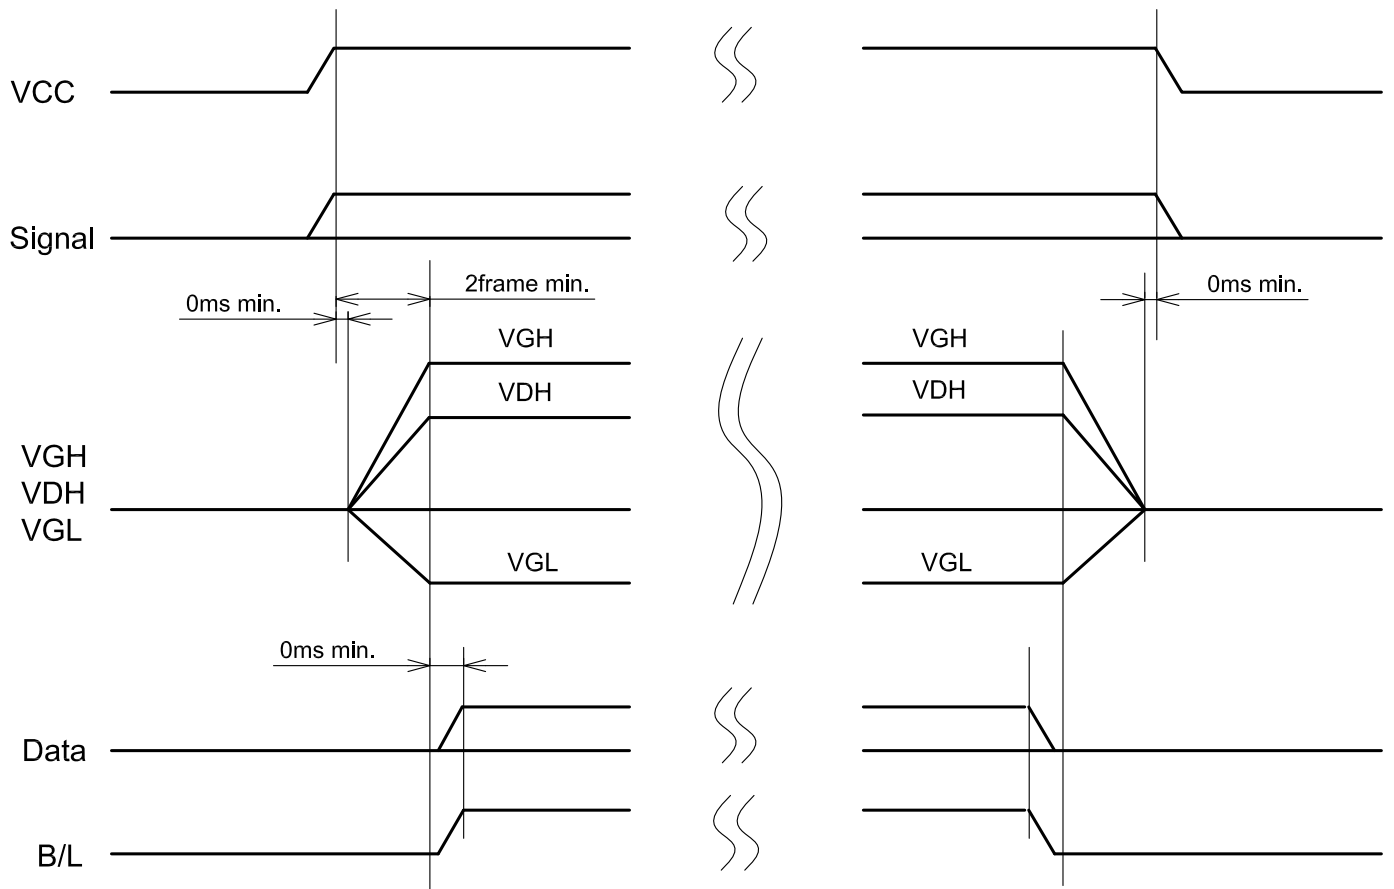 VCC
Signal
2frame min.
0ms min.
0ms min.
VGH
VGH
VDH
VDH
VGH
VDH
VGL
VGL
VGL
0ms min.
Data
B/L